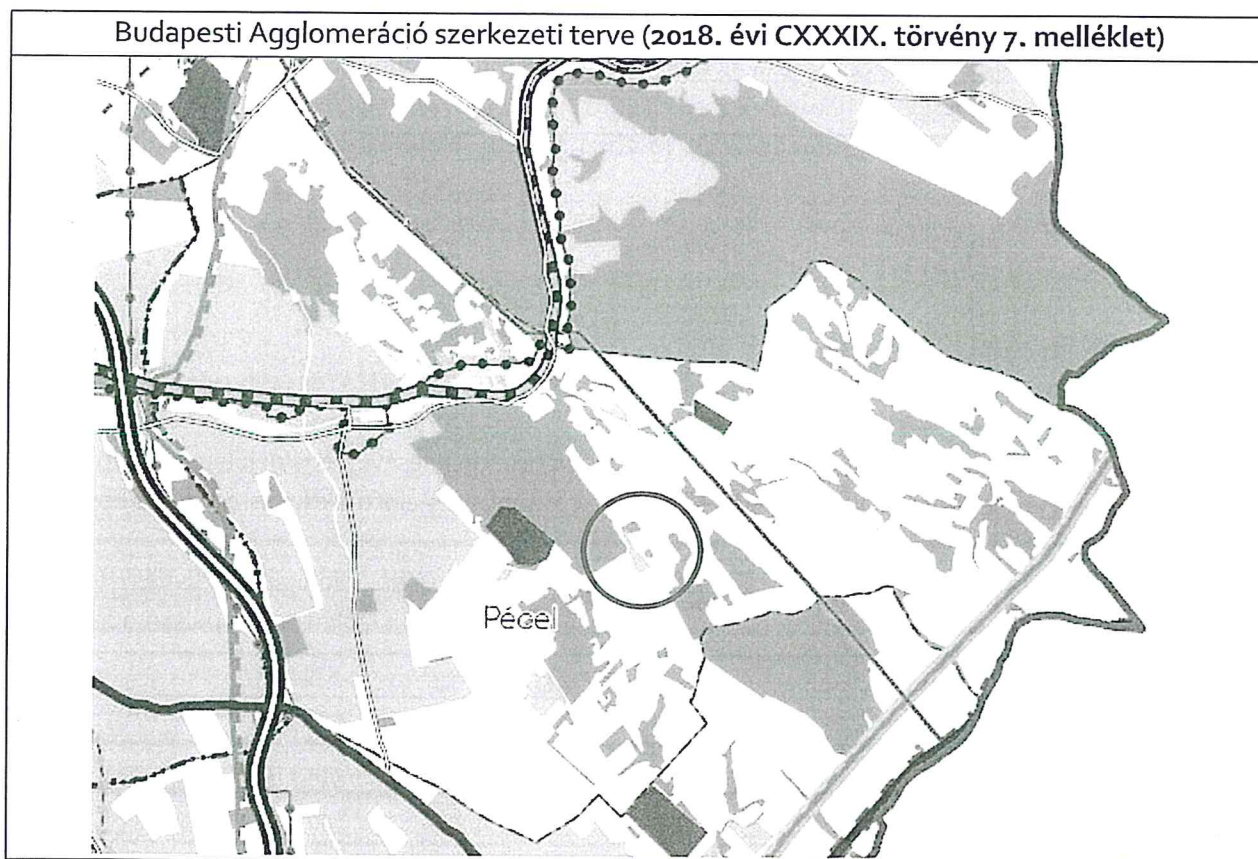 Budapesti Agglomeráció szerkezeti terve (2018. évi CXXXIX. törvény 7. melléklet)
Pécel